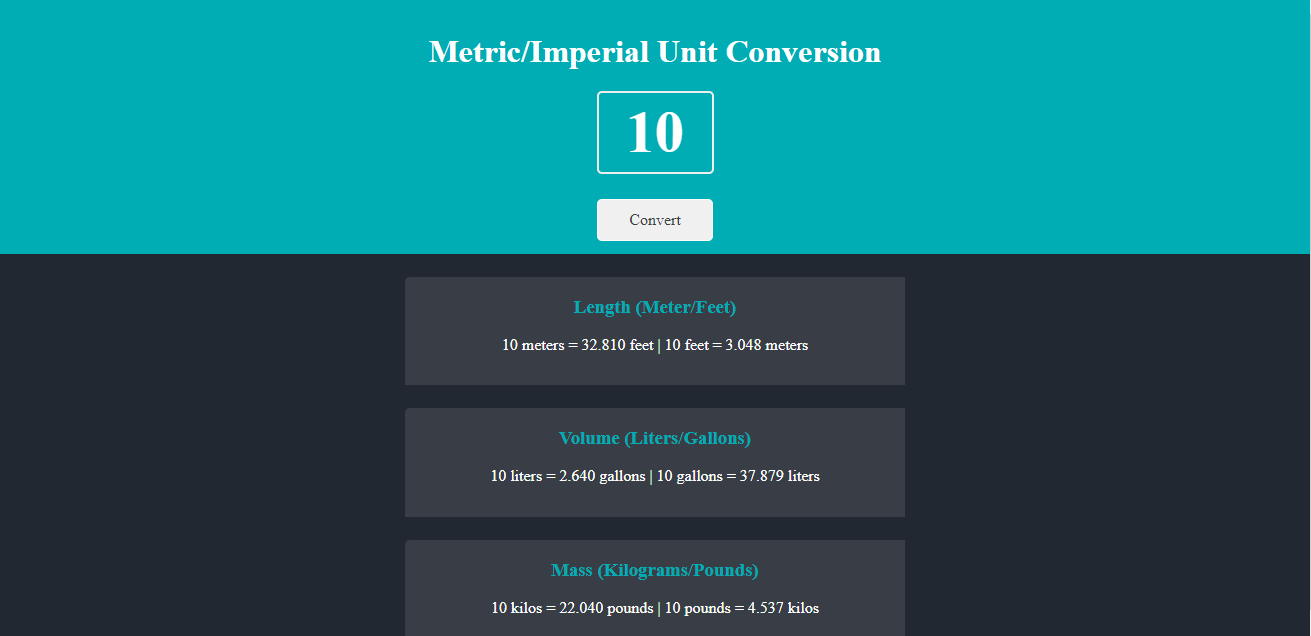 Metric/Imperial Unit Conversion
10
Convert
Length (Meter/Feet)
10 meters = 32.810 feet | 10 feet = 3.048 meters
Volume (Liters/Gallons)
10 liters = 2.640 gallons | 10 gallons = 37.879 liters
Mass (Kilograms/Pounds)
10 kilos = 22.040 pounds | 10 pounds = 4.537 kilos